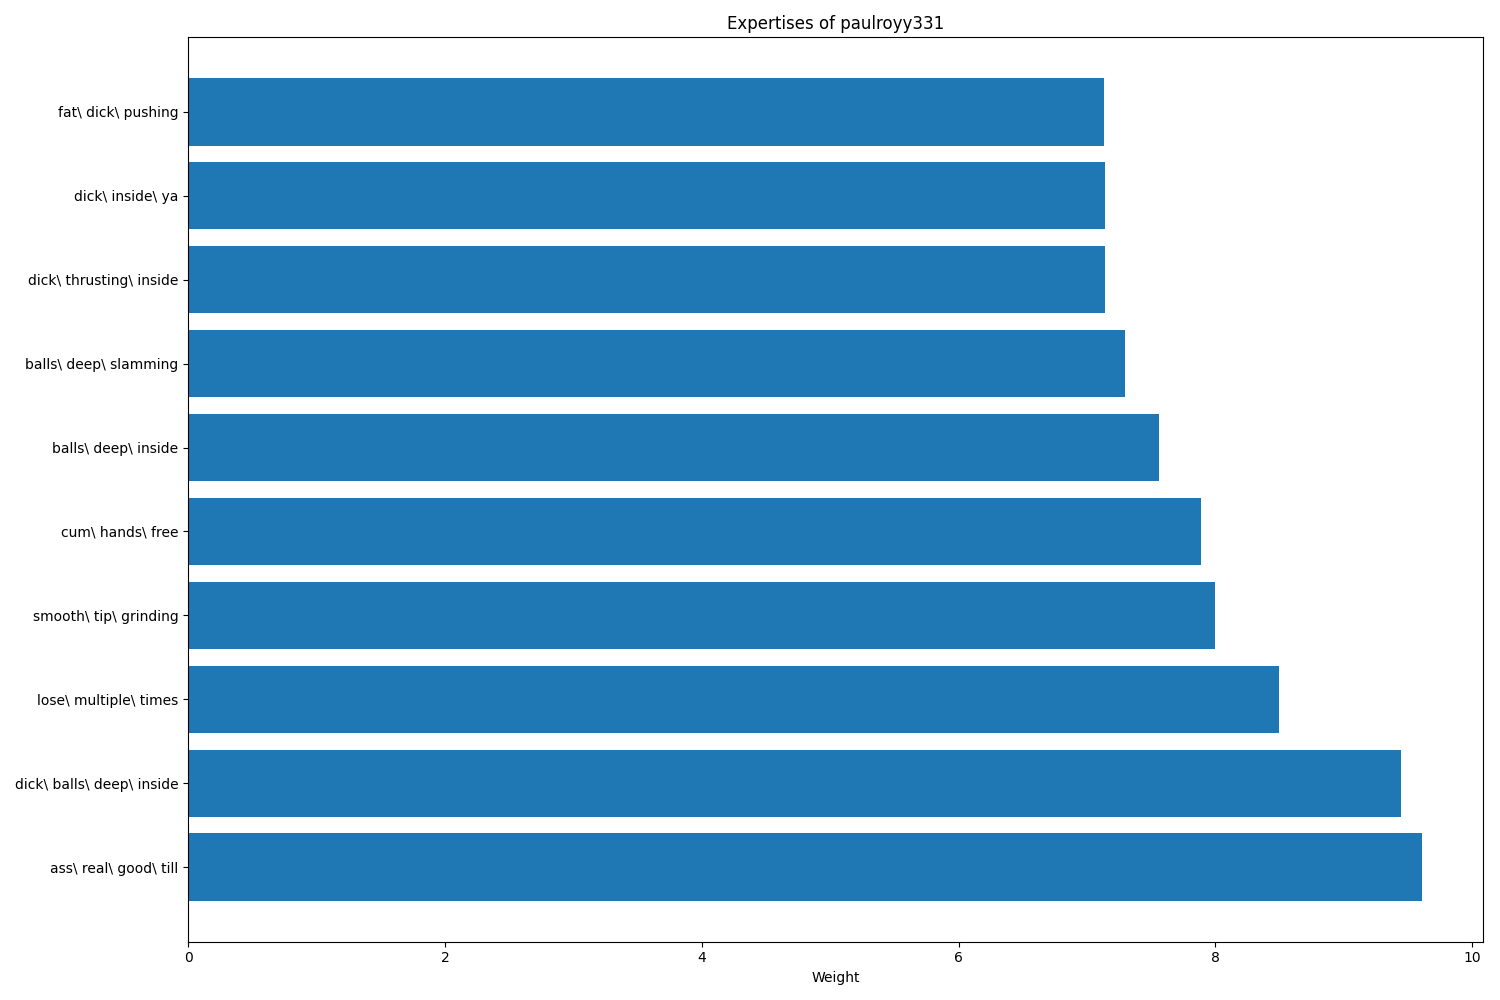 Expertises of paulroyy331
fat\ dick\ pushing
dick\ inside\ ya
dick\ thrusting\ inside
balls\ deep\ slamming
balls\ deep\ inside
cum\ hands\ free
smooth\ tip\ grinding
lose\ multiple\ times
dick\ balls\ deep\ inside
ass\ real\ good\ till
0 2 4 6 8 10
Weight